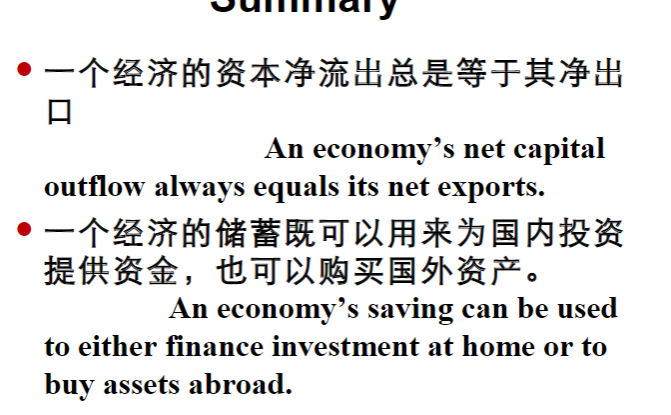 Summary
一个经济的资本净流出总是等于其净出
口
An economy’s net capital
outflow always equals its net exports.
一个经济的储蓄既可以用来为国内投资
提供资金，也可以购买国外资产。
An economy’s saving can be used
to either finance investment at home or to
buy assets abroad.